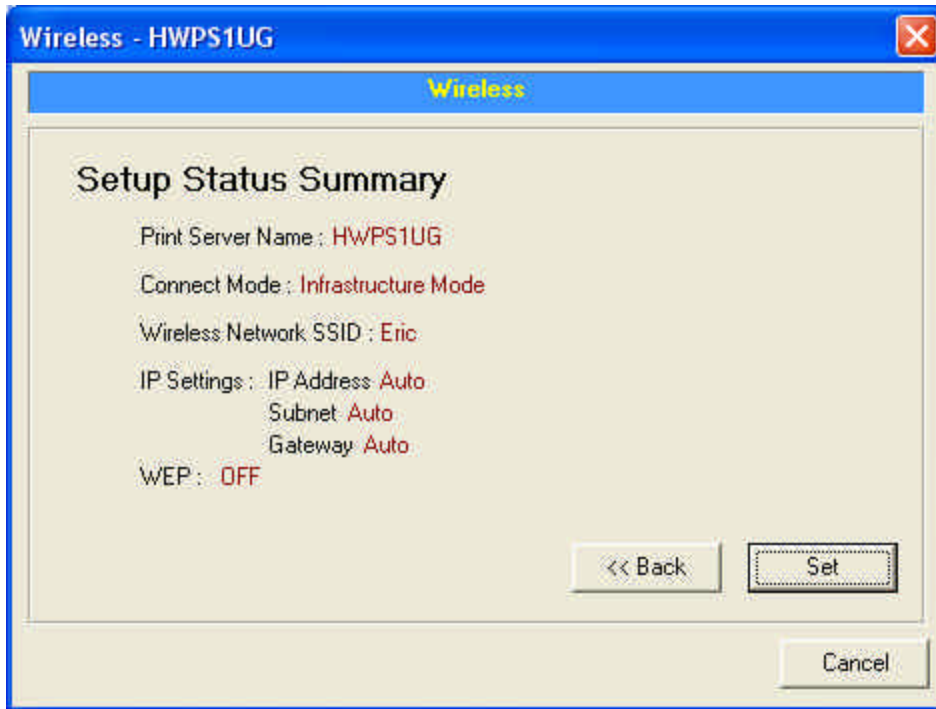 Wireless - HWPS1UG
Wireless
Setup Status Summary
Print Server Name : HWPS1UG
Connect Mode : Infrastructure Mode
Wireless Network SSID : Eric
IP Settings : IP Address Auto
Subnet Auto
Gateway Auto
WEP : OFF
<< Back
Set
Cancel